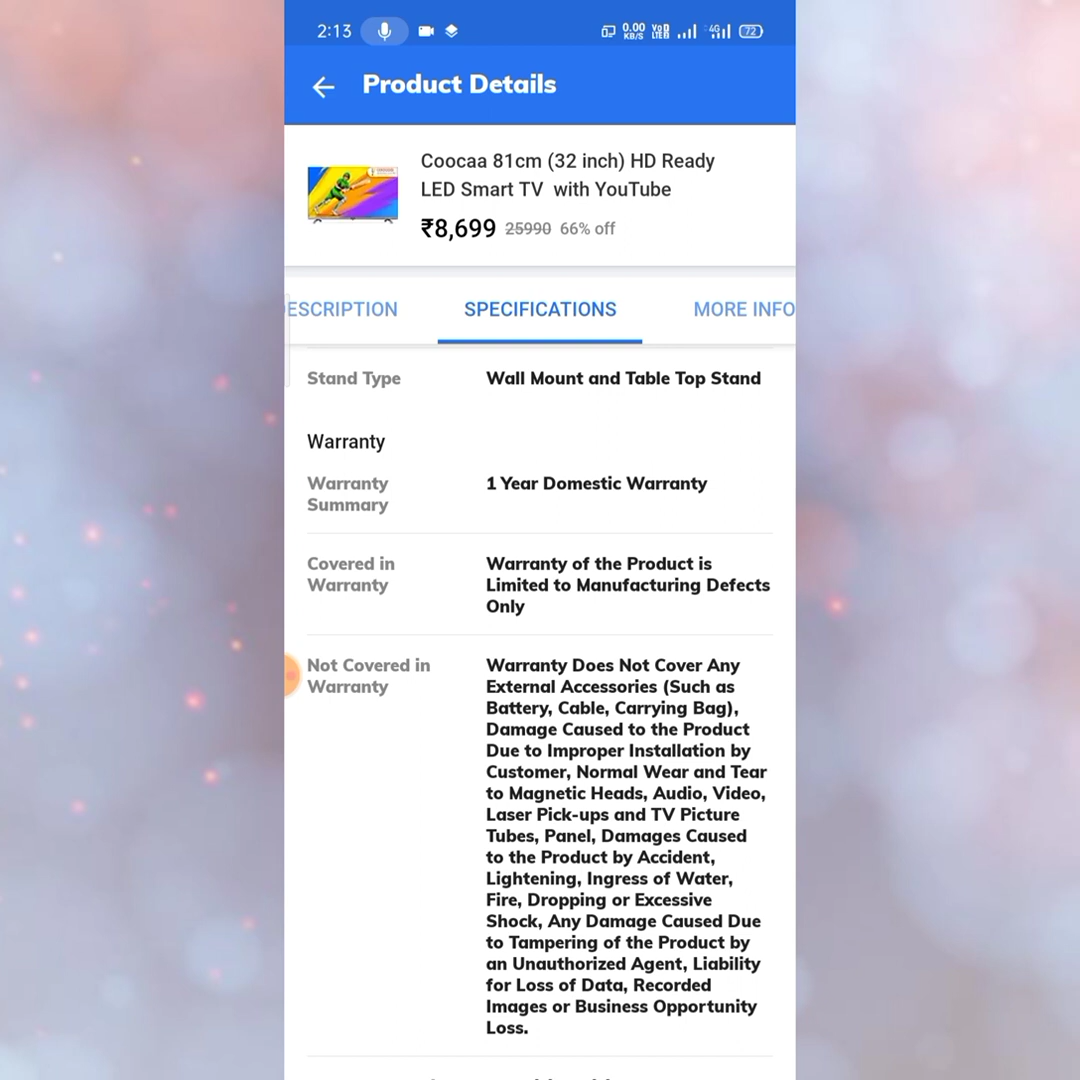 2:13
0.00
KB/S
4G
72
Product Details
Coocaa 81cm (32 inch) HD Ready
LED Smart TV with YouTube
₹8,699 25990 66% off
ESCRIPTION
SPECIFICATIONS
MORE INFO
Stand Type
Wall Mount and Table Top Stand
Warranty
Warranty
Summary
1 Year Domestic Warranty
Covered in
Warranty
Warranty of the Product is
Limited to Manufacturing Defects
Only
Not Covered in
Warranty
Warranty Does Not Cover Any
External Accessories (Such as
Battery, Cable, Carrying Bag),
Damage Caused to the Product
Due to Improper Installation by
Customer, Normal Wear and Tear
to Magnetic Heads, Audio, Video,
Laser Pick-ups and TV Picture
Tubes, Panel, Damages Caused
to the Product by Accident,
Lightening, Ingress of Water,
Fire, Dropping or Excessive
Shock, Any Damage Caused Due
to Tampering of the Product by
an Unauthorized Agent, Liability
for Loss of Data, Recorded
Images or Business Opportunity
Loss.